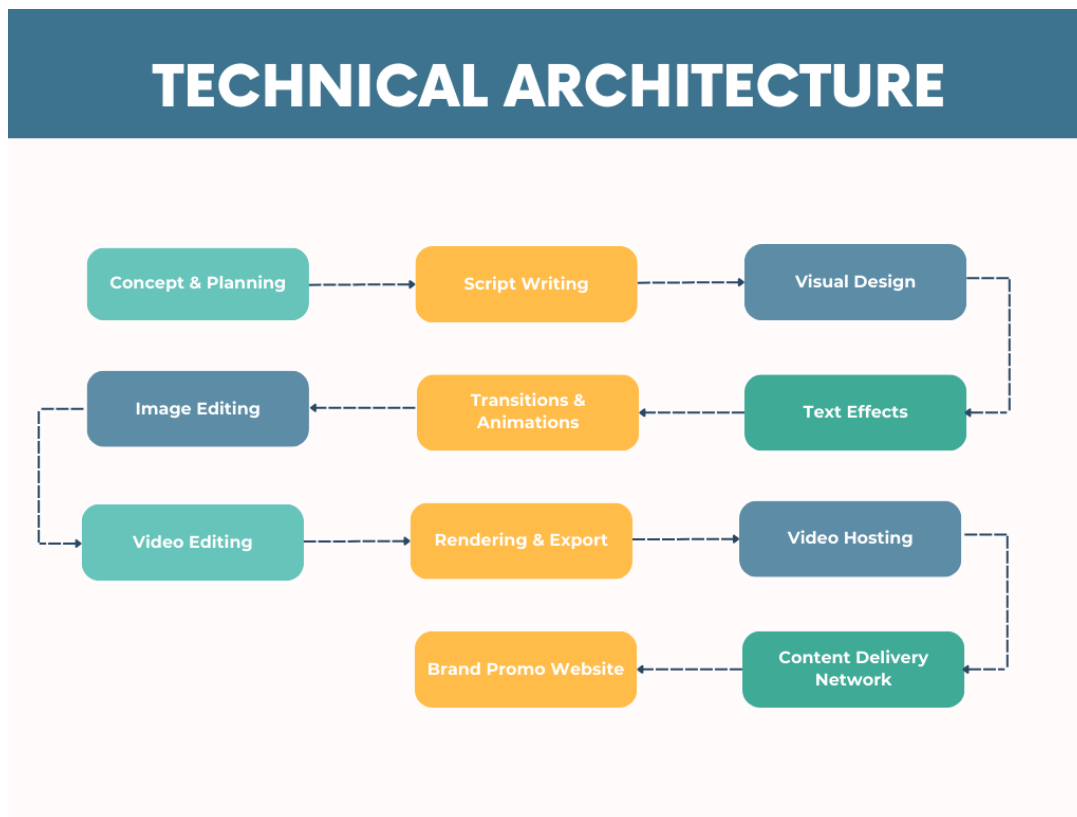 TECHNICAL ARCHITECTURE
Concept & Planning
Script Writing
Visual Design
Image Editing
Transitions &
Animations
Text Effects
Video Editing
Rendering & Export
Video Hosting
Brand Promo Website
Content Delivery
Network